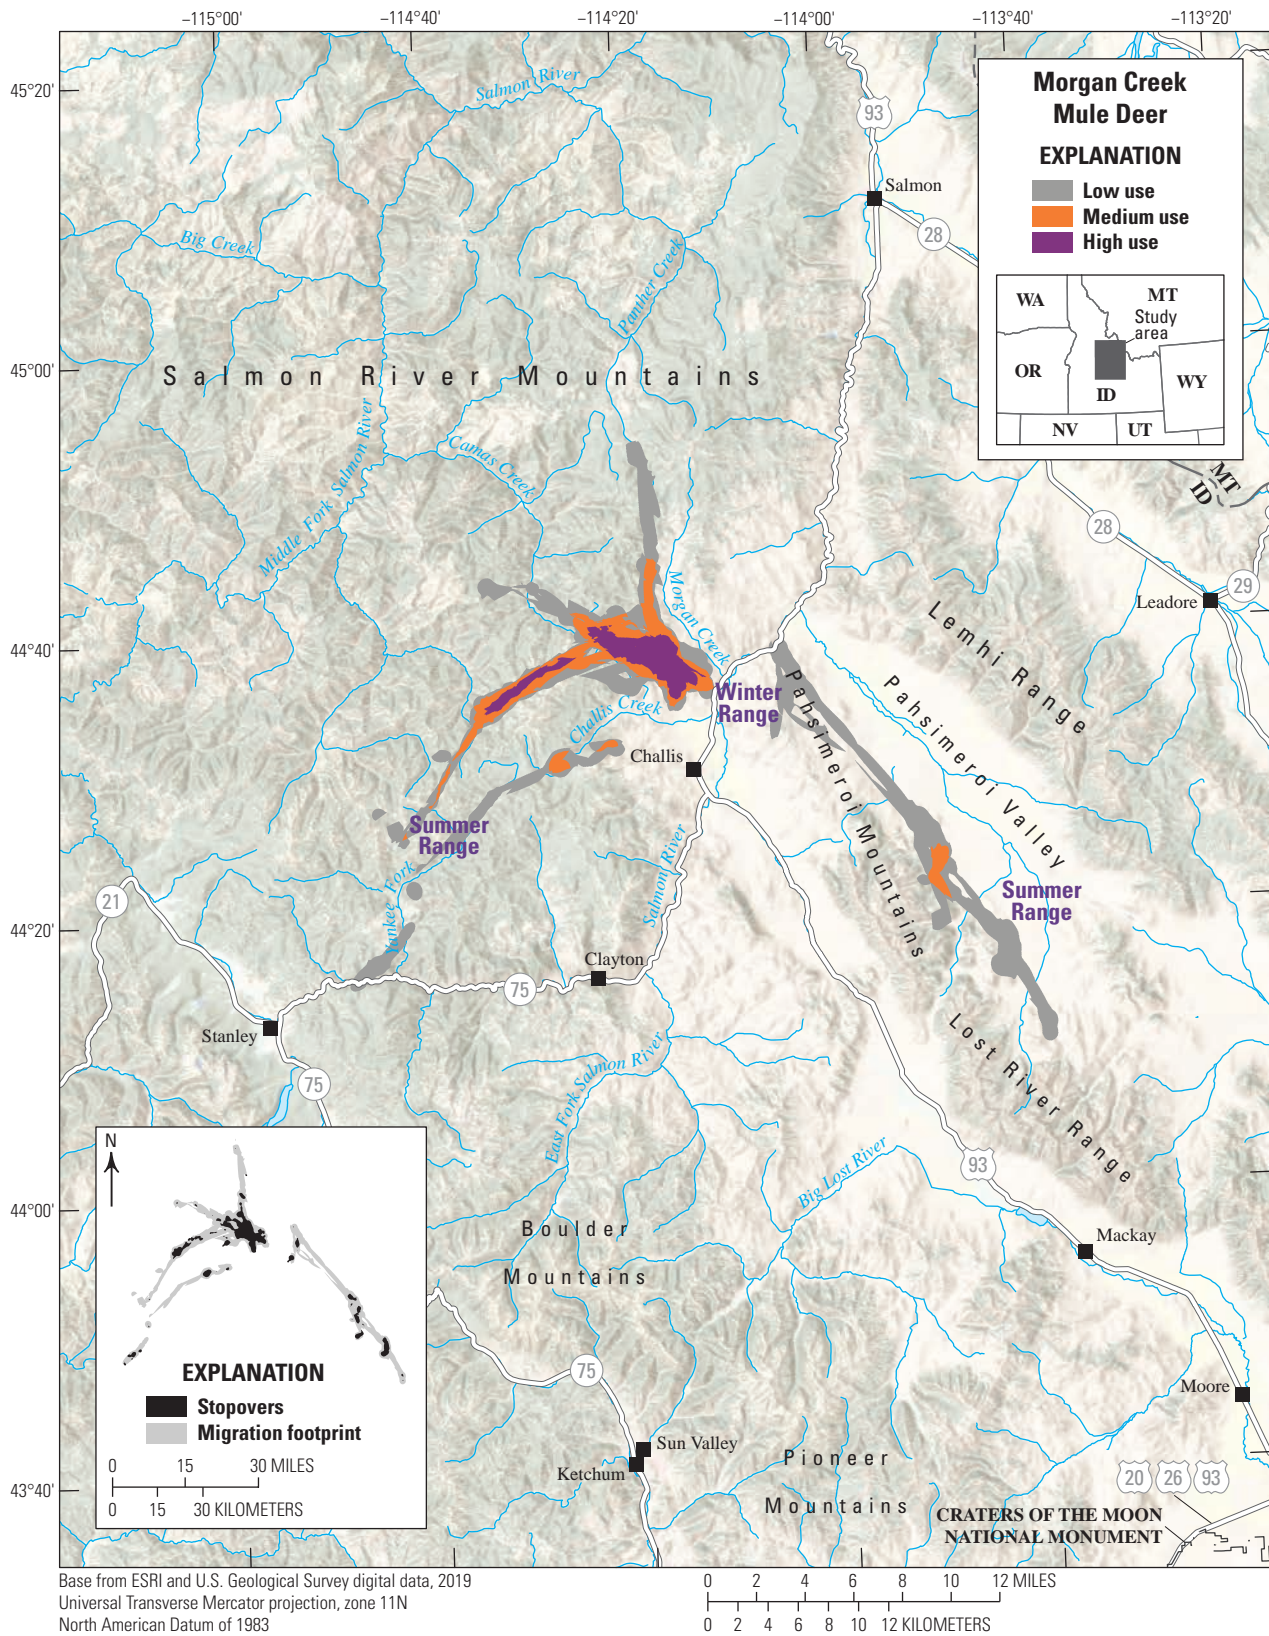 −115°00'
−114°40'
−114°20'
−114°00'
−113°40'
−113°20'
45°20'
45°00'
44°40'
44°20'
44°00'
43°40'
Morgan Creek
Mule Deer
EXPLANATION
Low use
Medium use
High use
WA
MT
Study
area
OR
ID
WY
NV
UT
Salmon River
93
Salmon
28
Big Creek
Panther Creek
Salmon River Mountains
Middle Fork Salmon River
Camas Creek
MT
ID
28
29
Leadore
Morgan Creek
Lemhi Range
Winter
Range
Pahsimeroi Valley
Pahsimeroi Mountains
Challis Creek
Challis
Summer
Range
Summer
Range
21
Yankee Fork
Salmon River
Clayton
75
Stanley
75
Lost River Range
East Fork Salmon River
93
Big Lost River
Boulder
Mountains
Mackay
75
Moore
Sun Valley
Ketchum
Pioneer
Mountains
20
26
93
CRATERS OF THE MOON
NATIONAL MONUMENT
N
EXPLANATION
Stopovers
Migration footprint
0 15 30 MILES
0 15 30 KILOMETERS
Base from ESRI and U.S. Geological Survey digital data, 2019
Universal Transverse Mercator projection, zone 11N
North American Datum of 1983
0 2 4 6 8 10 12 MILES
0 2 4 6 8 10 12 KILOMETERS